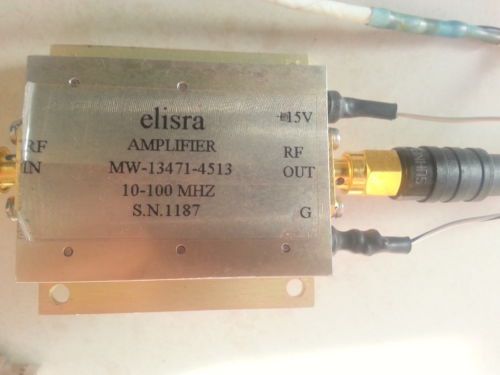 elisra
+15V
AMPLIFIER
RF
IN
MW-13471-4513
RF
OUT
10-100 MHZ
S.N.1187
G